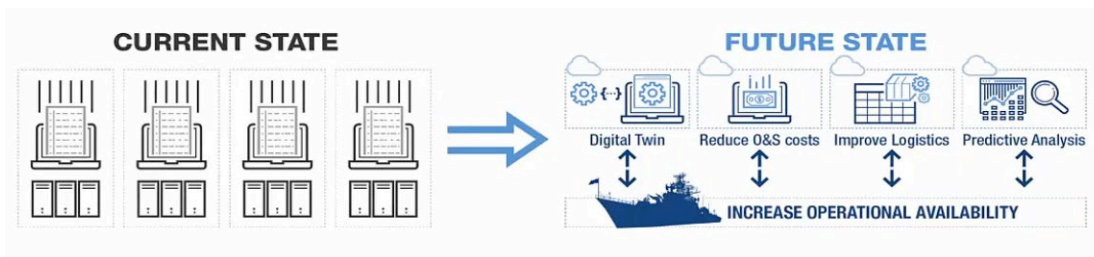 CURRENT STATE
FUTURE STATE
Digital Twin
Reduce O&S costs
Improve Logistics
Predictive Analysis
INCREASE OPERATIONAL AVAILABILITY